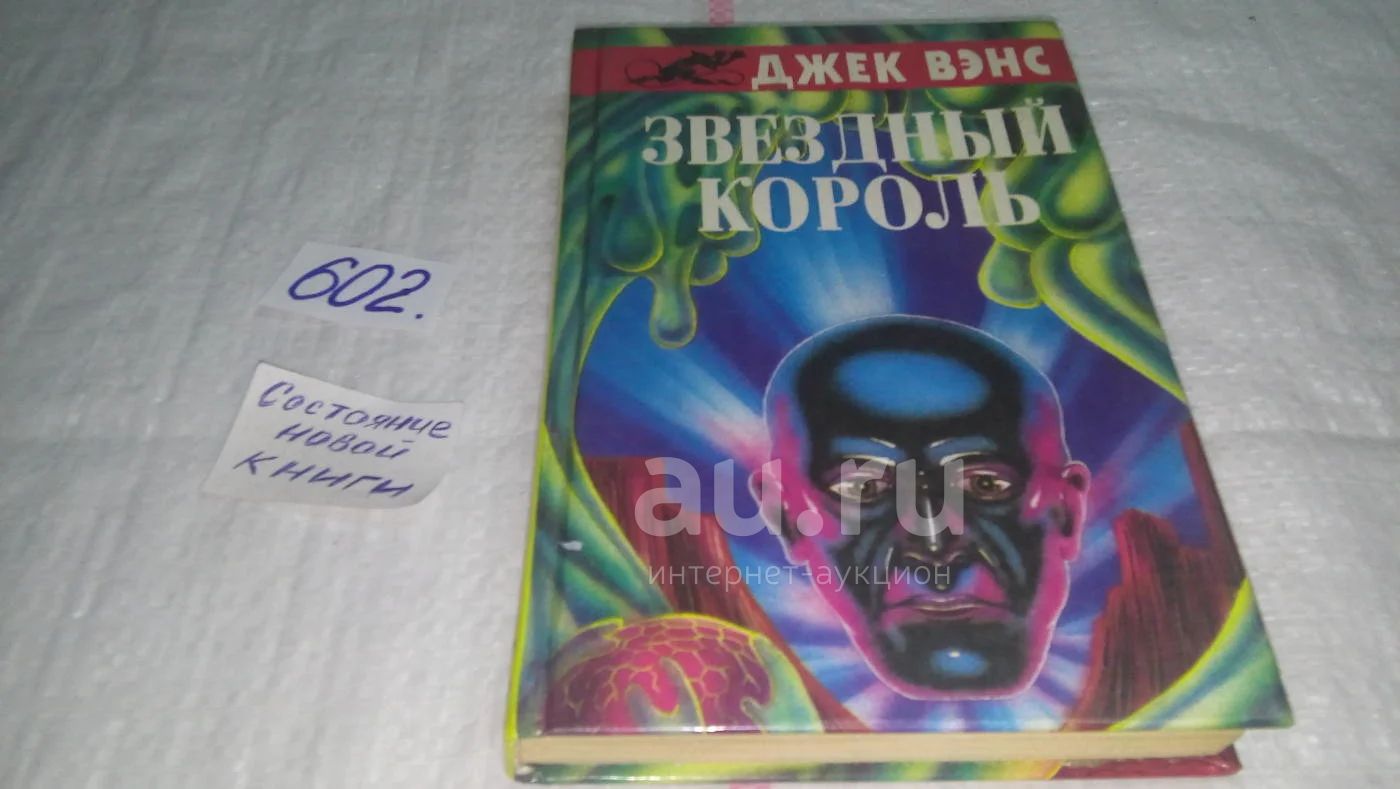 ДЖЕК ВЭНС
ЗВЕЗДНЫЙ
КОРОЛЬ
602.
Состояние
новой
книги
au.ru
интернет-аукцион